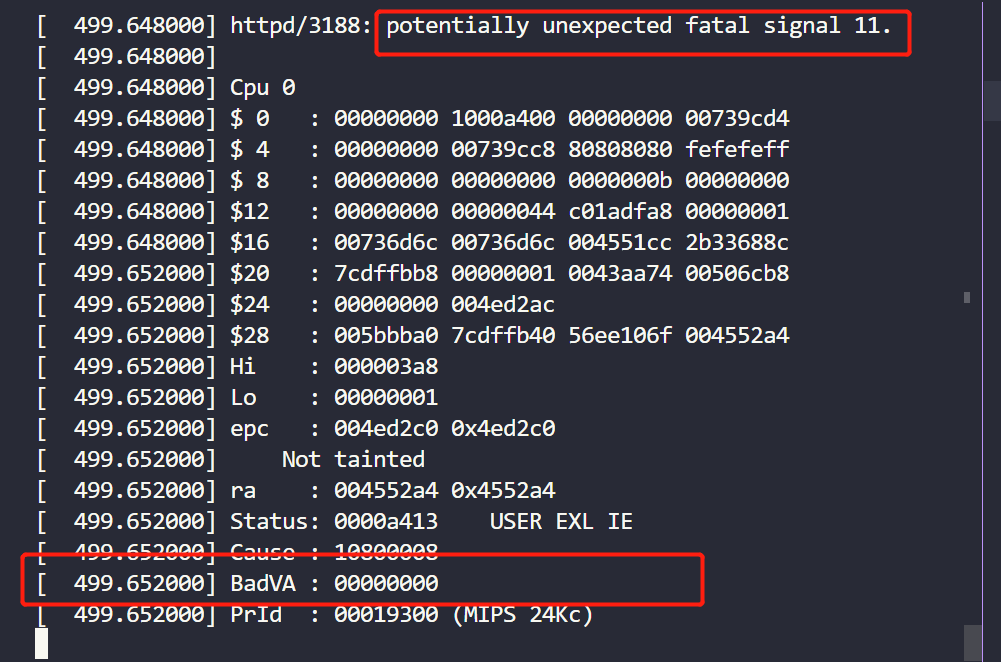 [  499.648000] httpd/3188: potentially unexpected fatal signal 11.
[  499.648000]
[  499.648000] Cpu 0
[  499.648000] $ 0   : 00000000 1000a400 00000000 00739cd4
[  499.648000] $ 4   : 00000000 00739cc8 80808080 fefefeff
[  499.648000] $ 8   : 00000000 00000000 0000000b 00000000
[  499.648000] $12   : 00000000 00000044 c01adfa8 00000001
[  499.648000] $16   : 00736d6c 00736d6c 004551cc 2b33688c
[  499.652000] $20   : 7cdffbb8 00000001 0043aa74 00506cb8
[  499.652000] $24   : 00000000 004ed2ac
[  499.652000] $28   : 005bbba0 7cdffb40 56ee106f 004552a4
[  499.652000] Hi    : 000003a8
[  499.652000] Lo    : 00000001
[  499.652000] epc   : 004ed2c0 0x4ed2c0
[  499.652000]     Not tainted
[  499.652000] ra    : 004552a4 0x4552a4
[  499.652000] Status: 0000a413    USER EXL IE
[  499.652000] Cause : 10800008
[  499.652000] BadVA : 00000000
[  499.652000] PrId  : 00019300 (MIPS 24Kc)